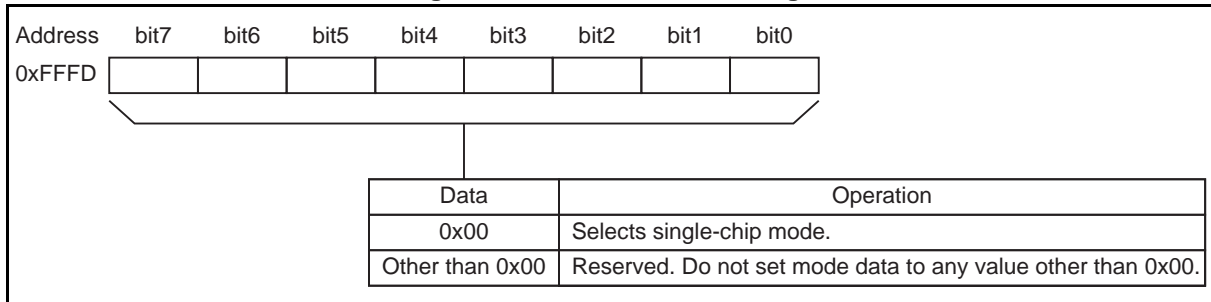 Address bit7 bit6 bit5 bit4 bit3 bit2 bit1 bit0
0xFFFD
Data Operation
0x00 Selects single-chip mode.
Other than 0x00 Reserved. Do not set mode data to any value other than 0x00.